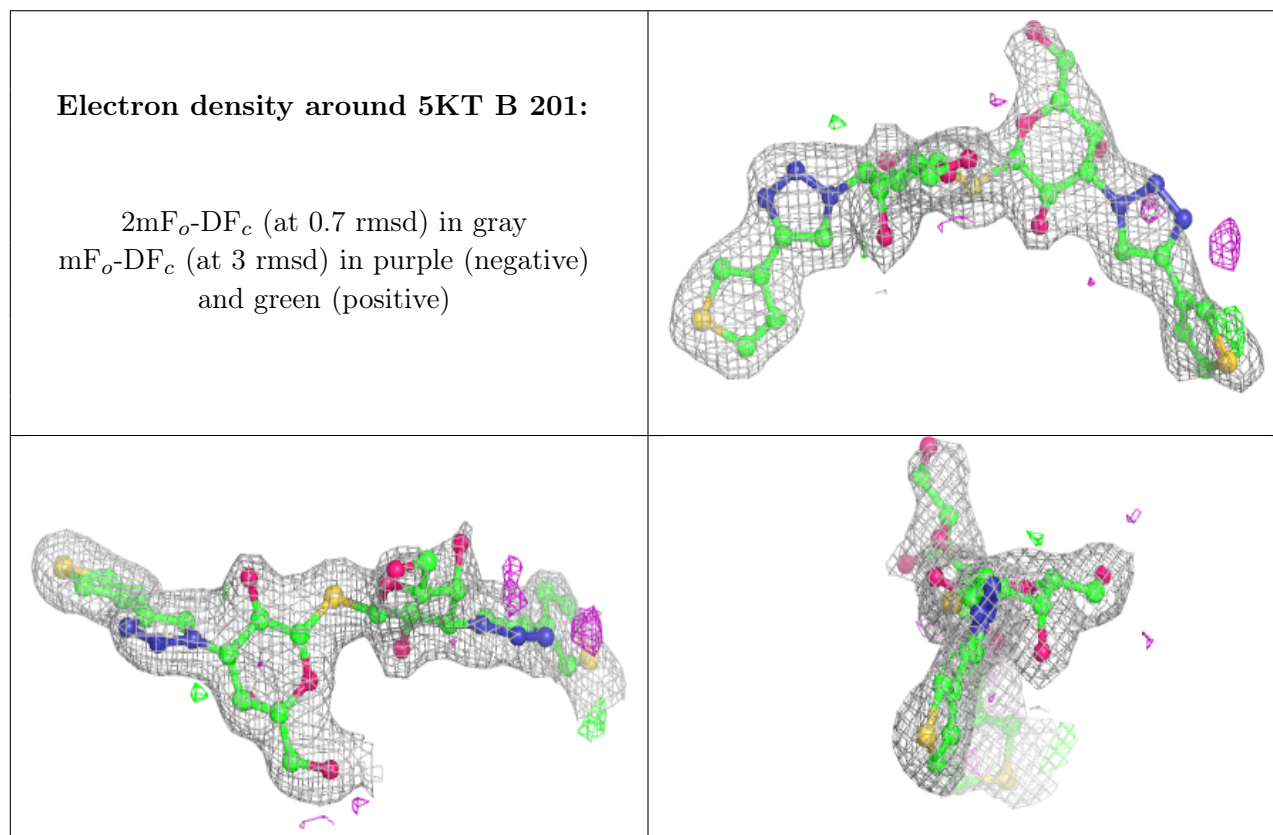 Electron density around 5KT B 201:
2mFo-DFc (at 0.7 rmsd) in gray
mFo-DFc (at 3 rmsd) in purple (negative)
and green (positive)